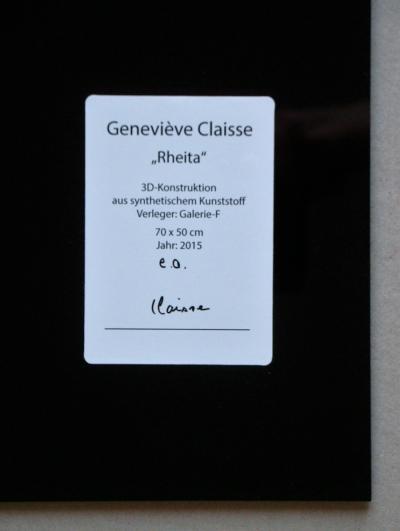 Geneviève Claisse
„Rheita“
3D-Konstruktion
aus synthetischem Kunststoff
Verleger: Galerie-F
70 x 50 cm
Jahr: 2015
e.a.
Claisse